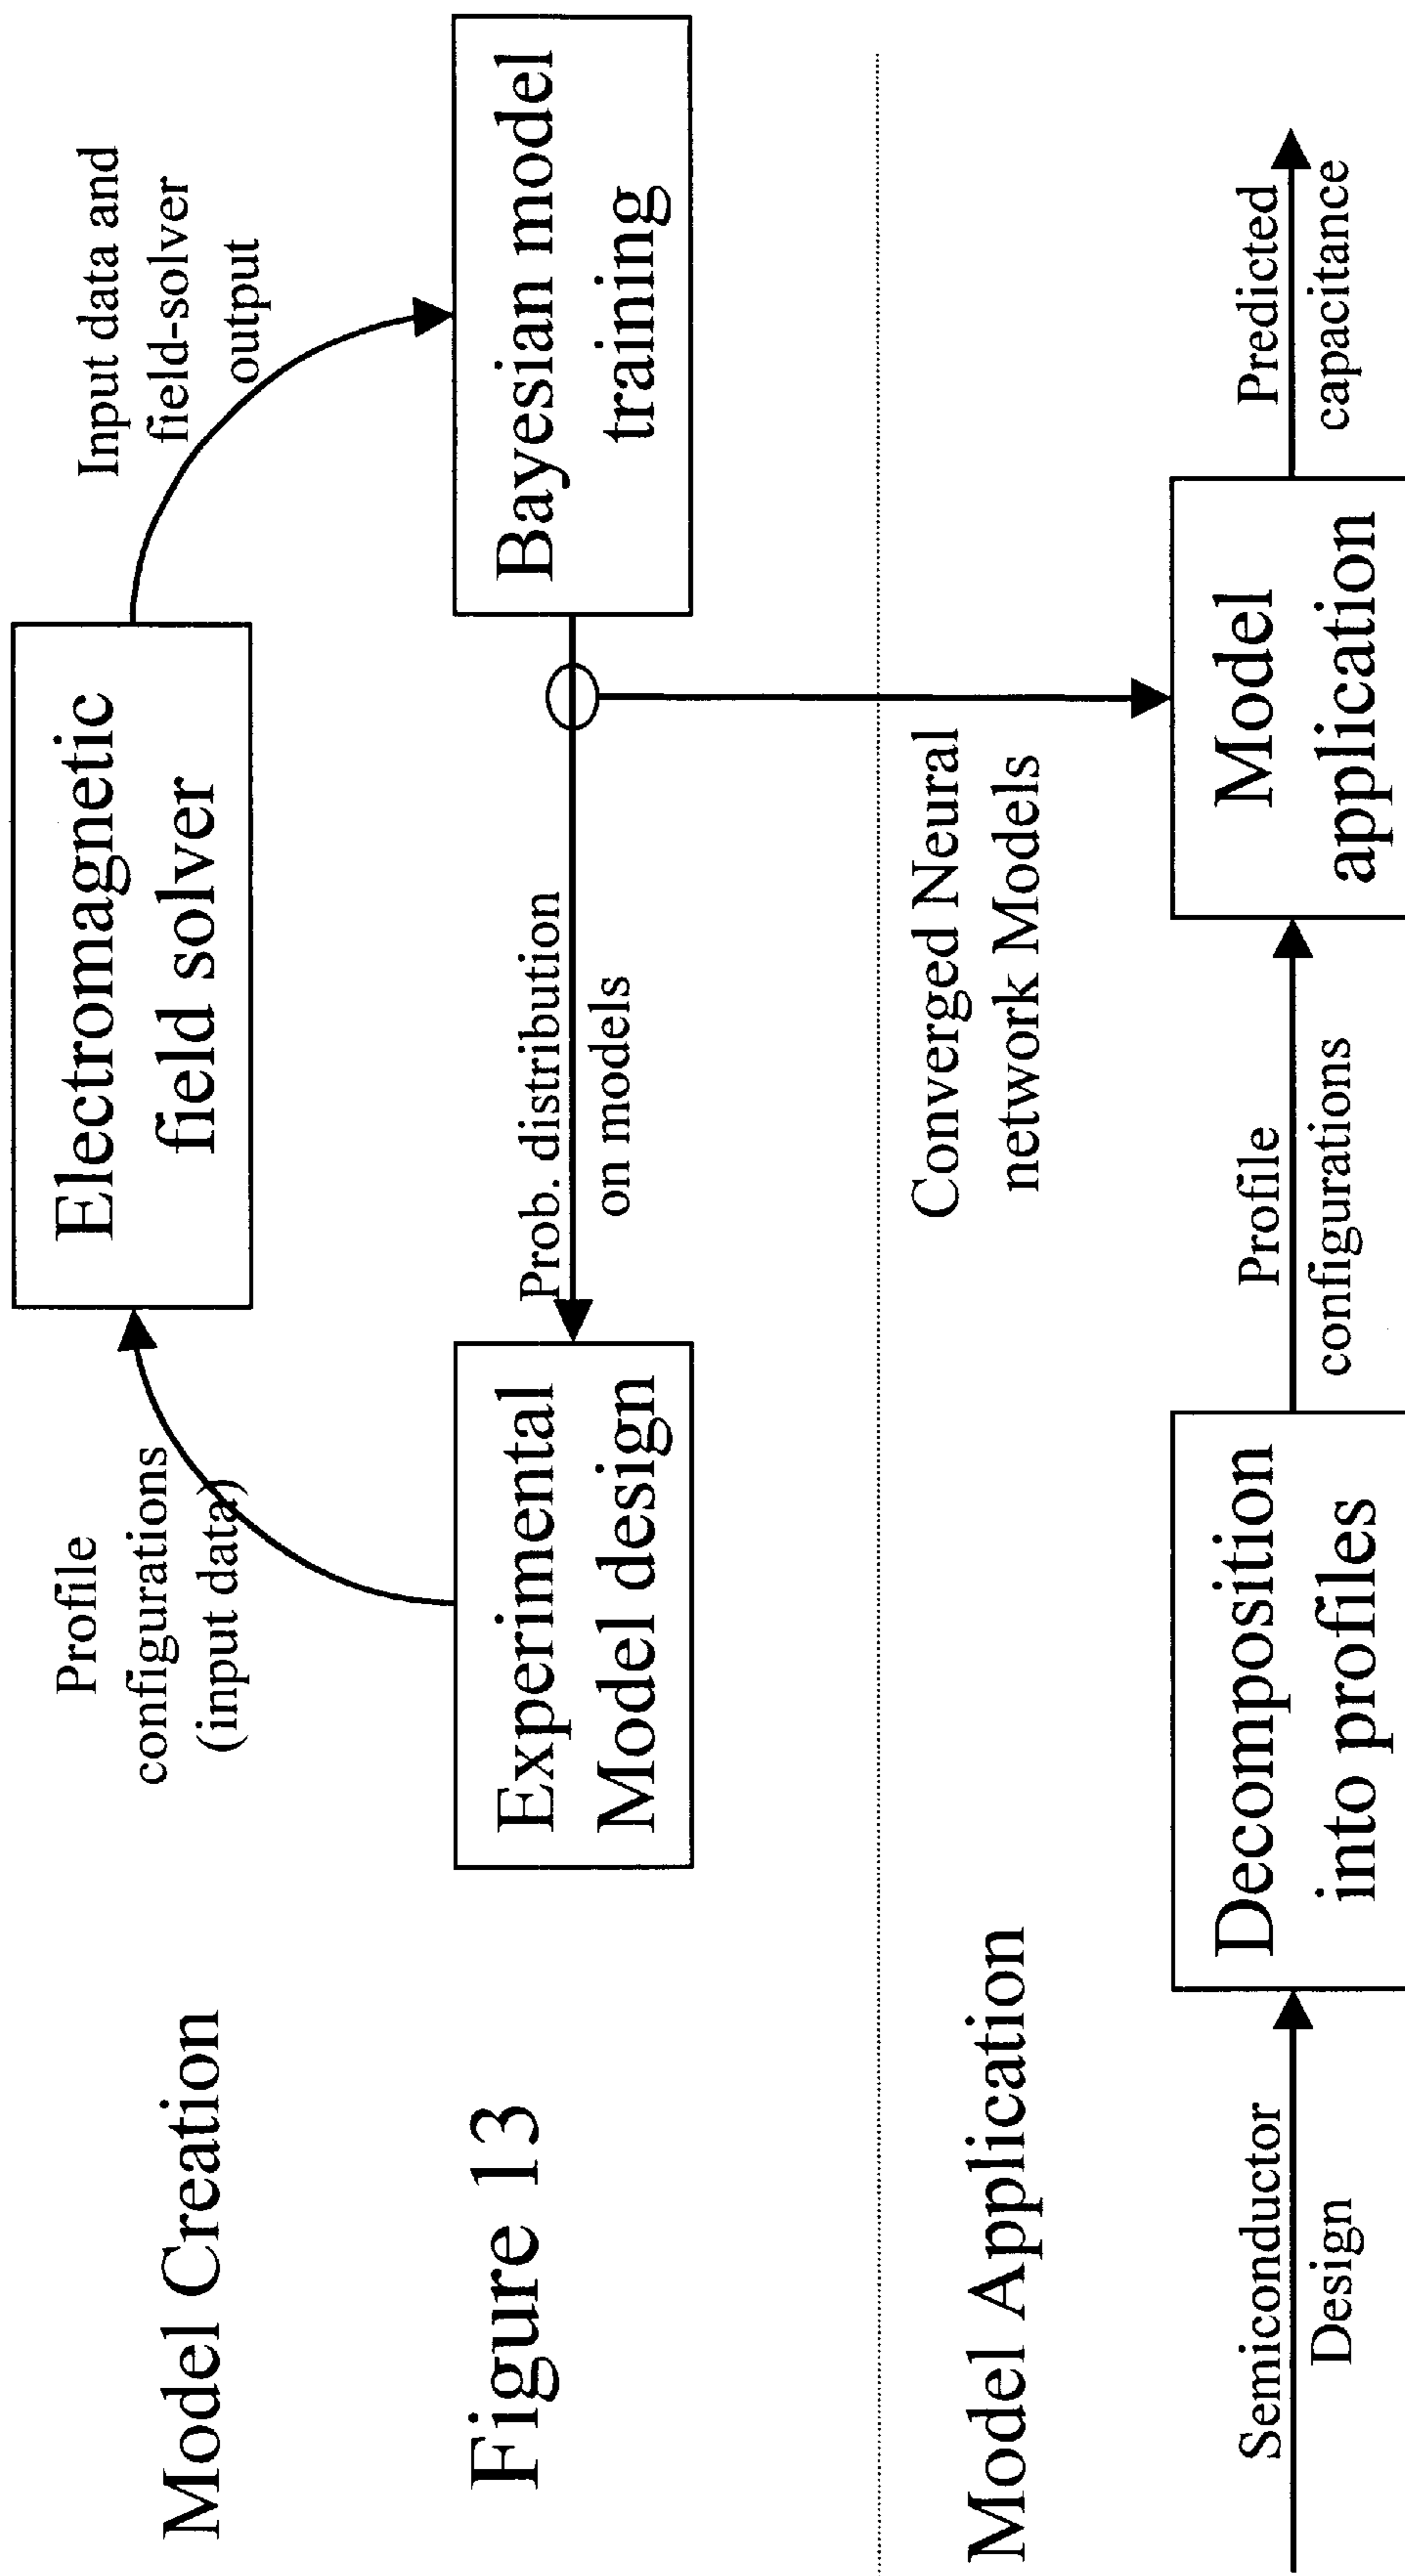 Model Creation
Figure 13
Profile
configurations
(input data)
Electromagnetic
field solver
Input data and
field-solver
output
Experimental
Model design
Prob. distribution
on models
Bayesian model
training
Model Application
Converged Neural
network Models
Semiconductor
Design
Decomposition
into profiles
Profile
configurations
Model
application
Predicted
capacitance